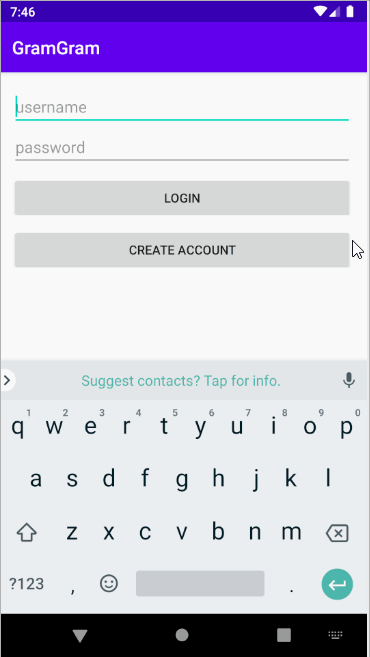 7:46
GramGram
username
password
LOGIN
CREATE ACCOUNT
Suggest contacts? Tap for info.
1 2 3 4 5 6 7 8 9 0
q w e r t y u i o p
a s d f g h j k l
z x c v b n m
?123 , .